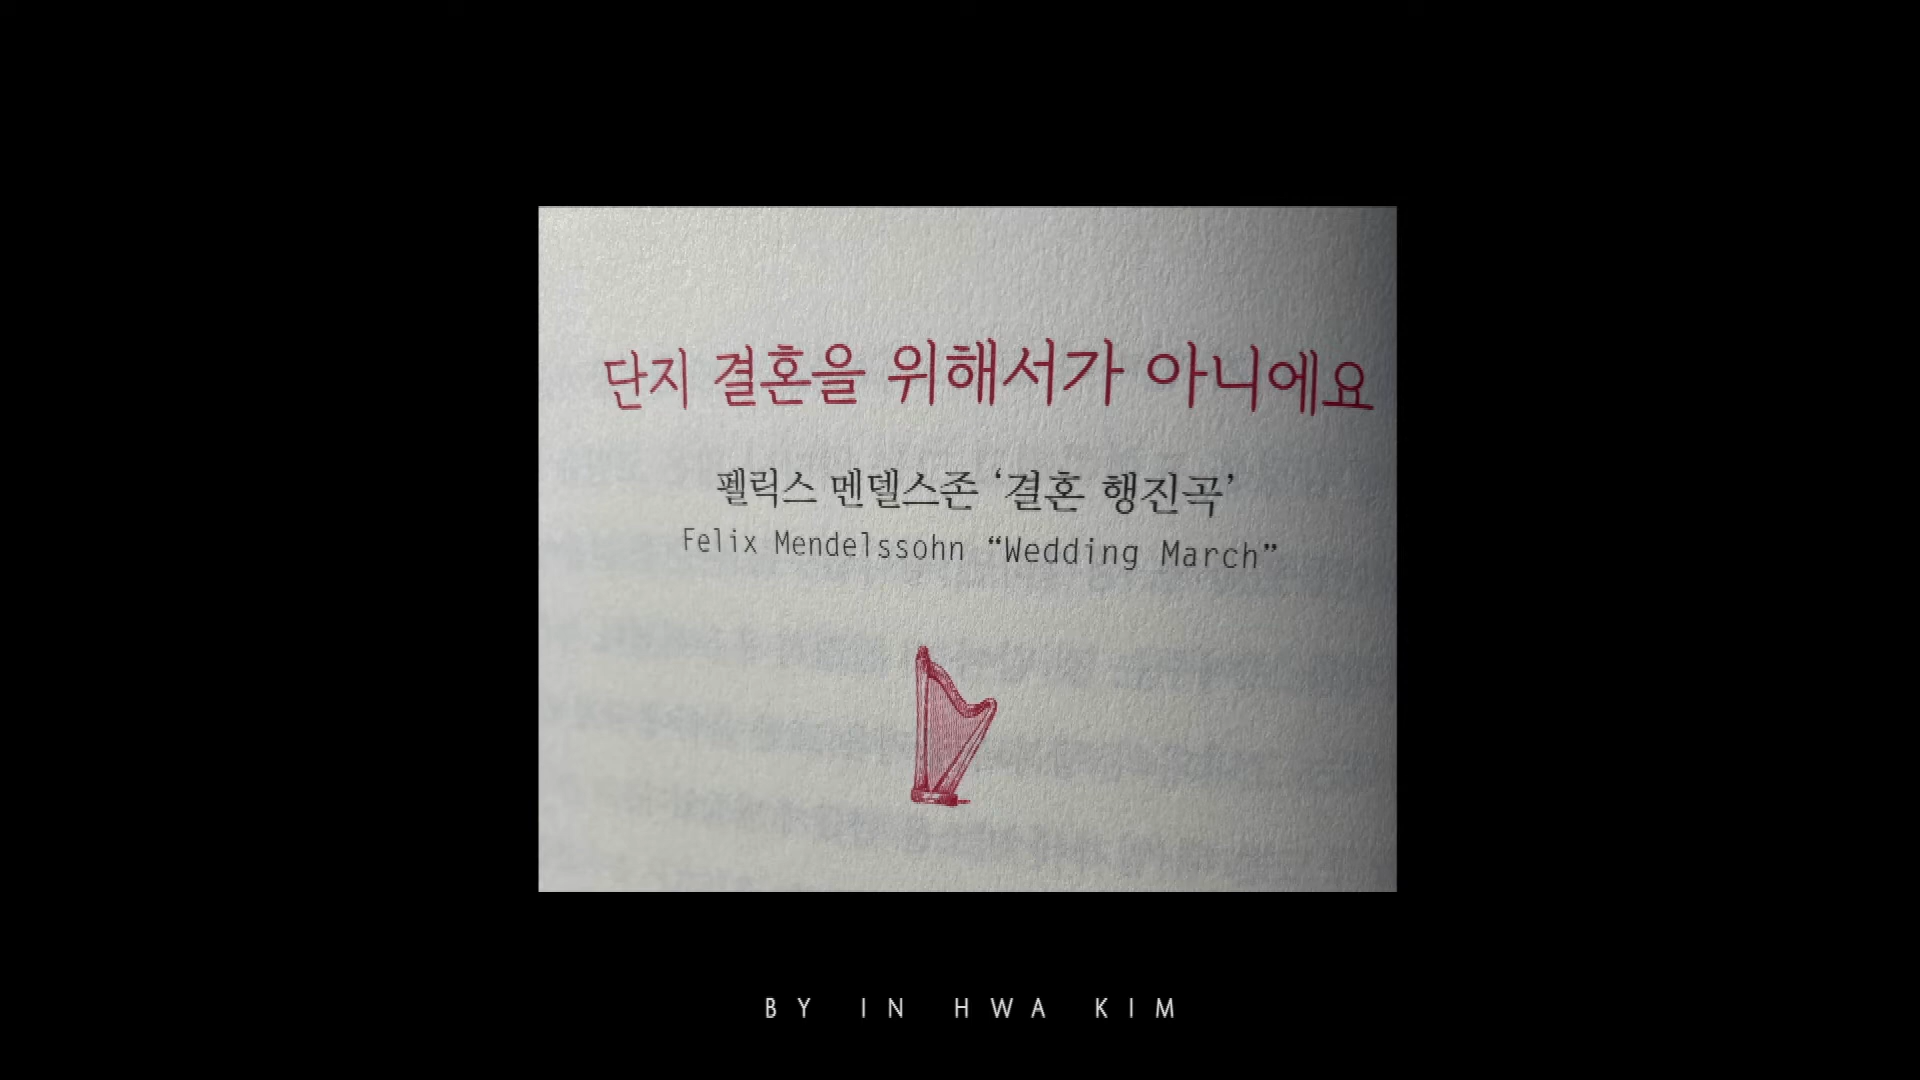 단지 결혼을 위해서가 아니에요
펠릭스 멘델스존 ‘결혼 행진곡’
Felix Mendelssohn “Wedding March”
BY IN HWA KIM